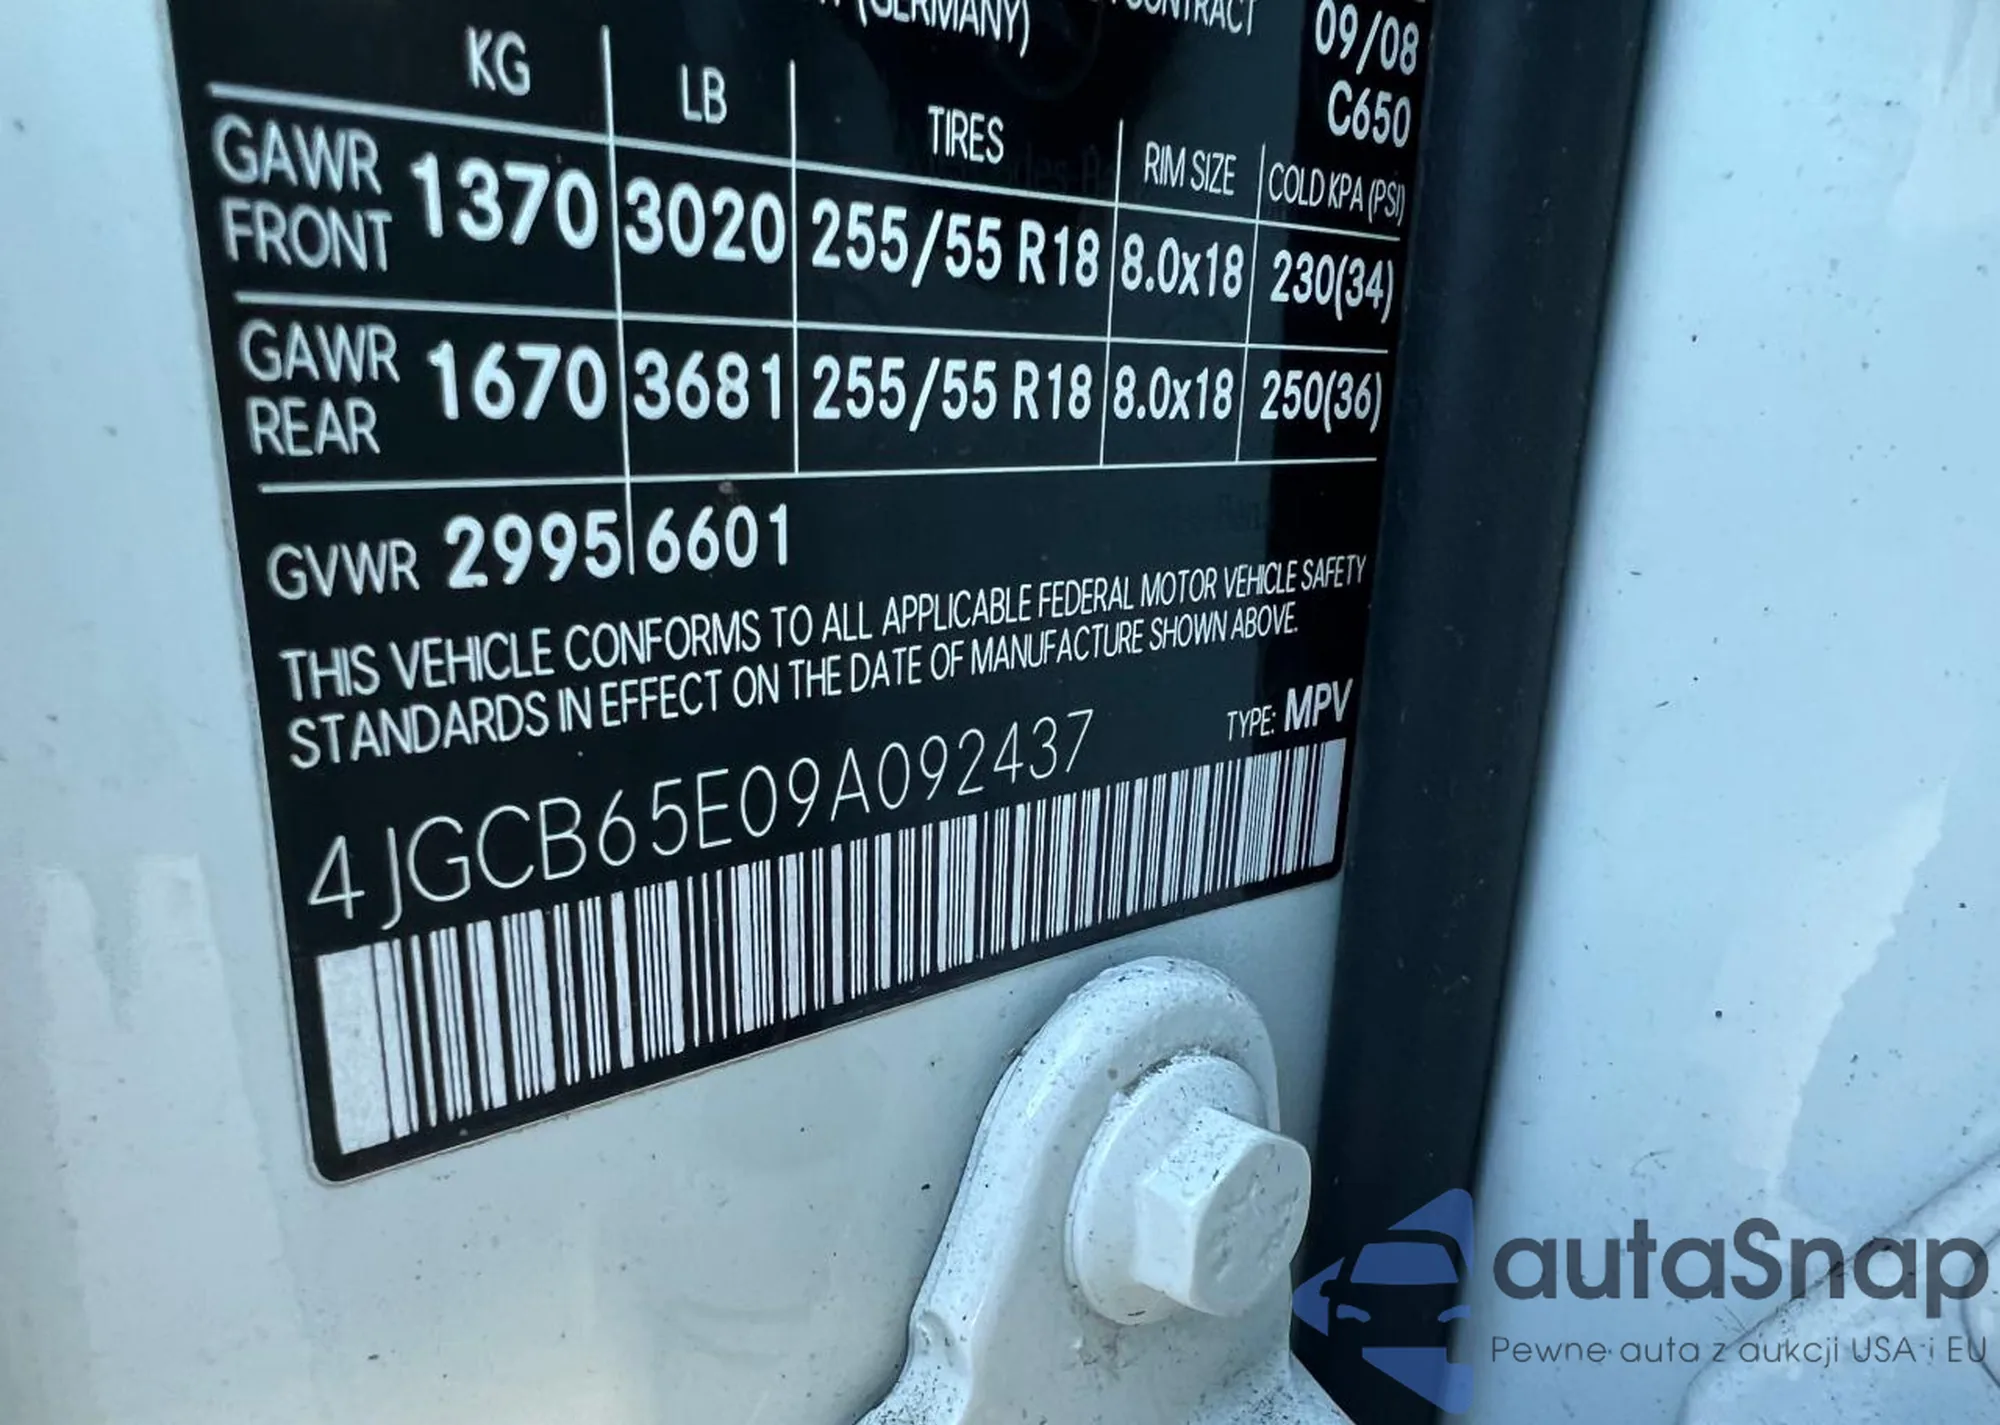 (GERMANY) CONTRACT 09/08
C650
KG LB TIRES RIM SIZE COLD KPA (PSI)
GAWR FRONT 1370 3020 255/55 R18 8.0x18 230(34)
GAWR REAR 1670 3681 255/55 R18 8.0x18 250(36)
GVWR 2995 6601
THIS VEHICLE CONFORMS TO ALL APPLICABLE FEDERAL MOTOR VEHICLE SAFETY
STANDARDS IN EFFECT ON THE DATE OF MANUFACTURE SHOWN ABOVE.
4JGCB65E09A092437 TYPE: MPV
autaSnap
Pewne auta z aukcji USA i EU